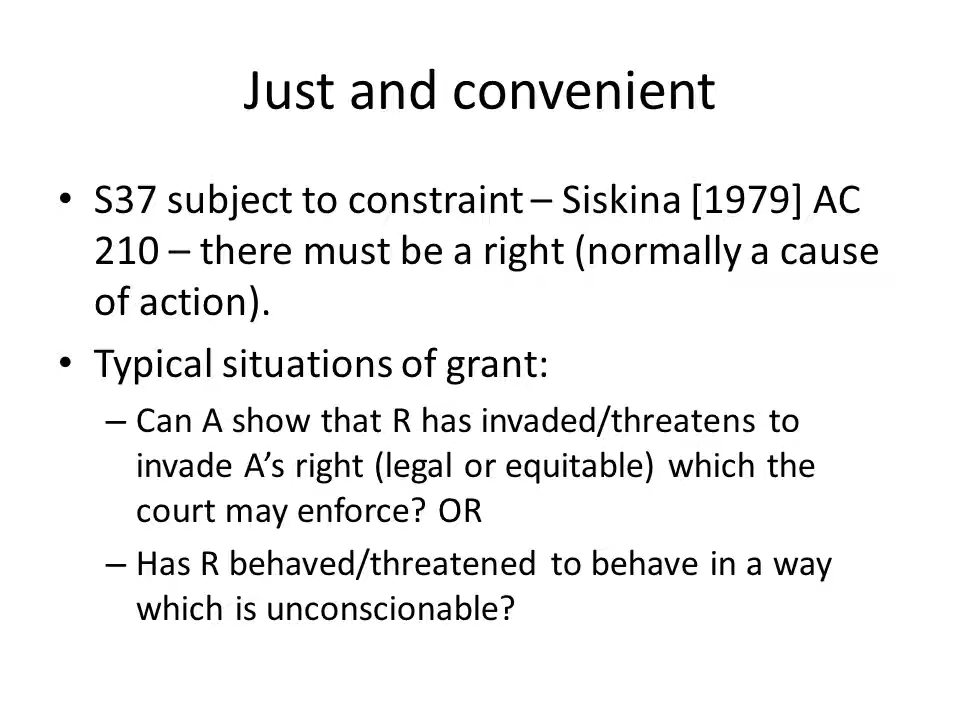 Just and convenient
• S37 subject to constraint – Siskina [1979] AC
210 – there must be a right (normally a cause
of action).
• Typical situations of grant:
– Can A show that R has invaded/threatens to
invade A’s right (legal or equitable) which the
court may enforce? OR
– Has R behaved/threatened to behave in a way
which is unconscionable?